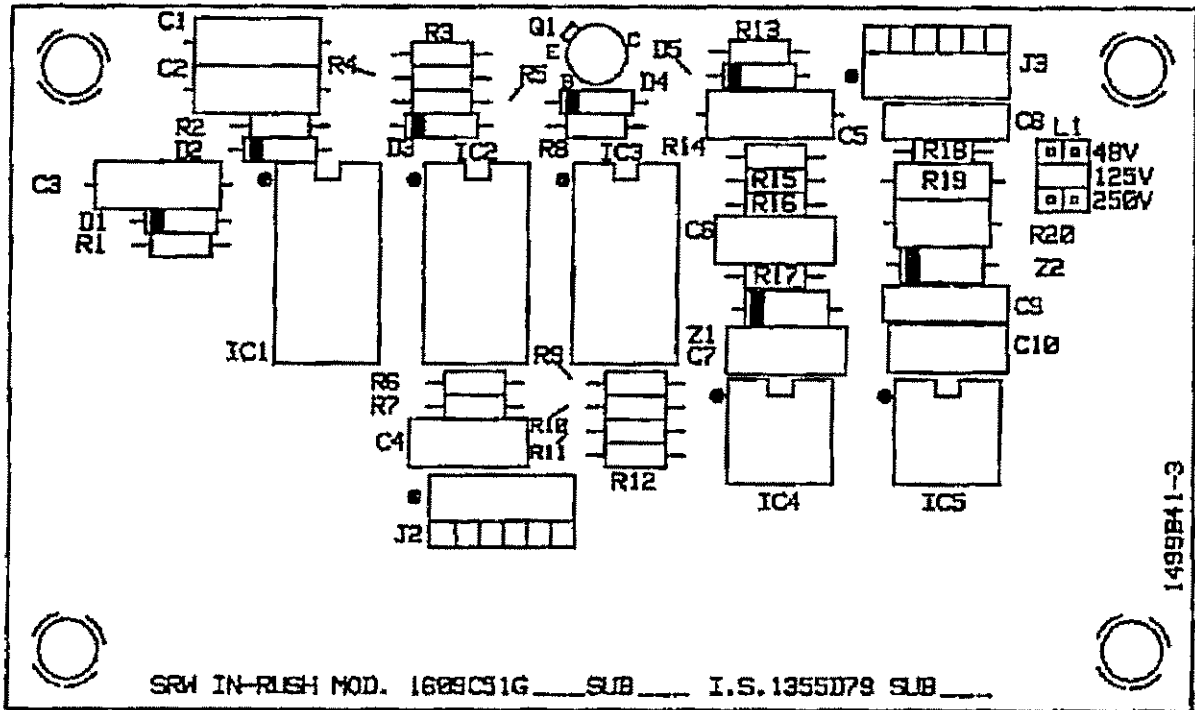 C1
C2
R4
R3
Q1
E
C
B
R5
D5
D4
R13
J3
R2
D2
D3
IC2
R8
IC3
R14
C5
C8
L1
R18
48V
C3
R15
R19
125V
R16
250V
D1
R1
C6
R20
R17
Z2
C9
IC1
Z1
C7
C10
R9
R6
R7
R10
C4
R11
R12
IC4
IC5
J2
1499B41-3
SRW IN-RUSH MOD. 1609C51G___SUB___ I.S.1355D79 SUB___